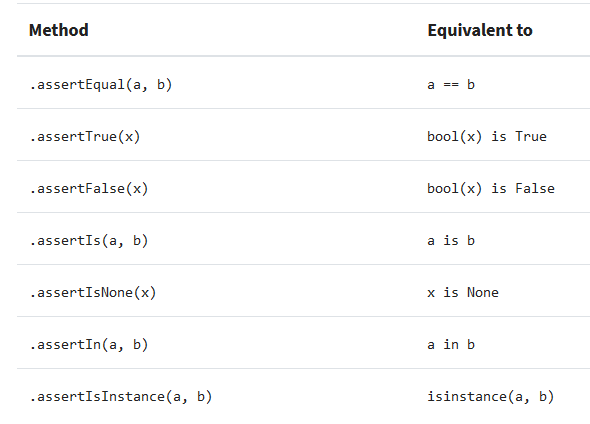 Method Equivalent to
.assertEqual(a, b) a == b
.assertTrue(x) bool(x) is True
.assertFalse(x) bool(x) is False
.assertIs(a, b) a is b
.assertIsNone(x) x is None
.assertIn(a, b) a in b
.assertIsInstance(a, b) isinstance(a, b)